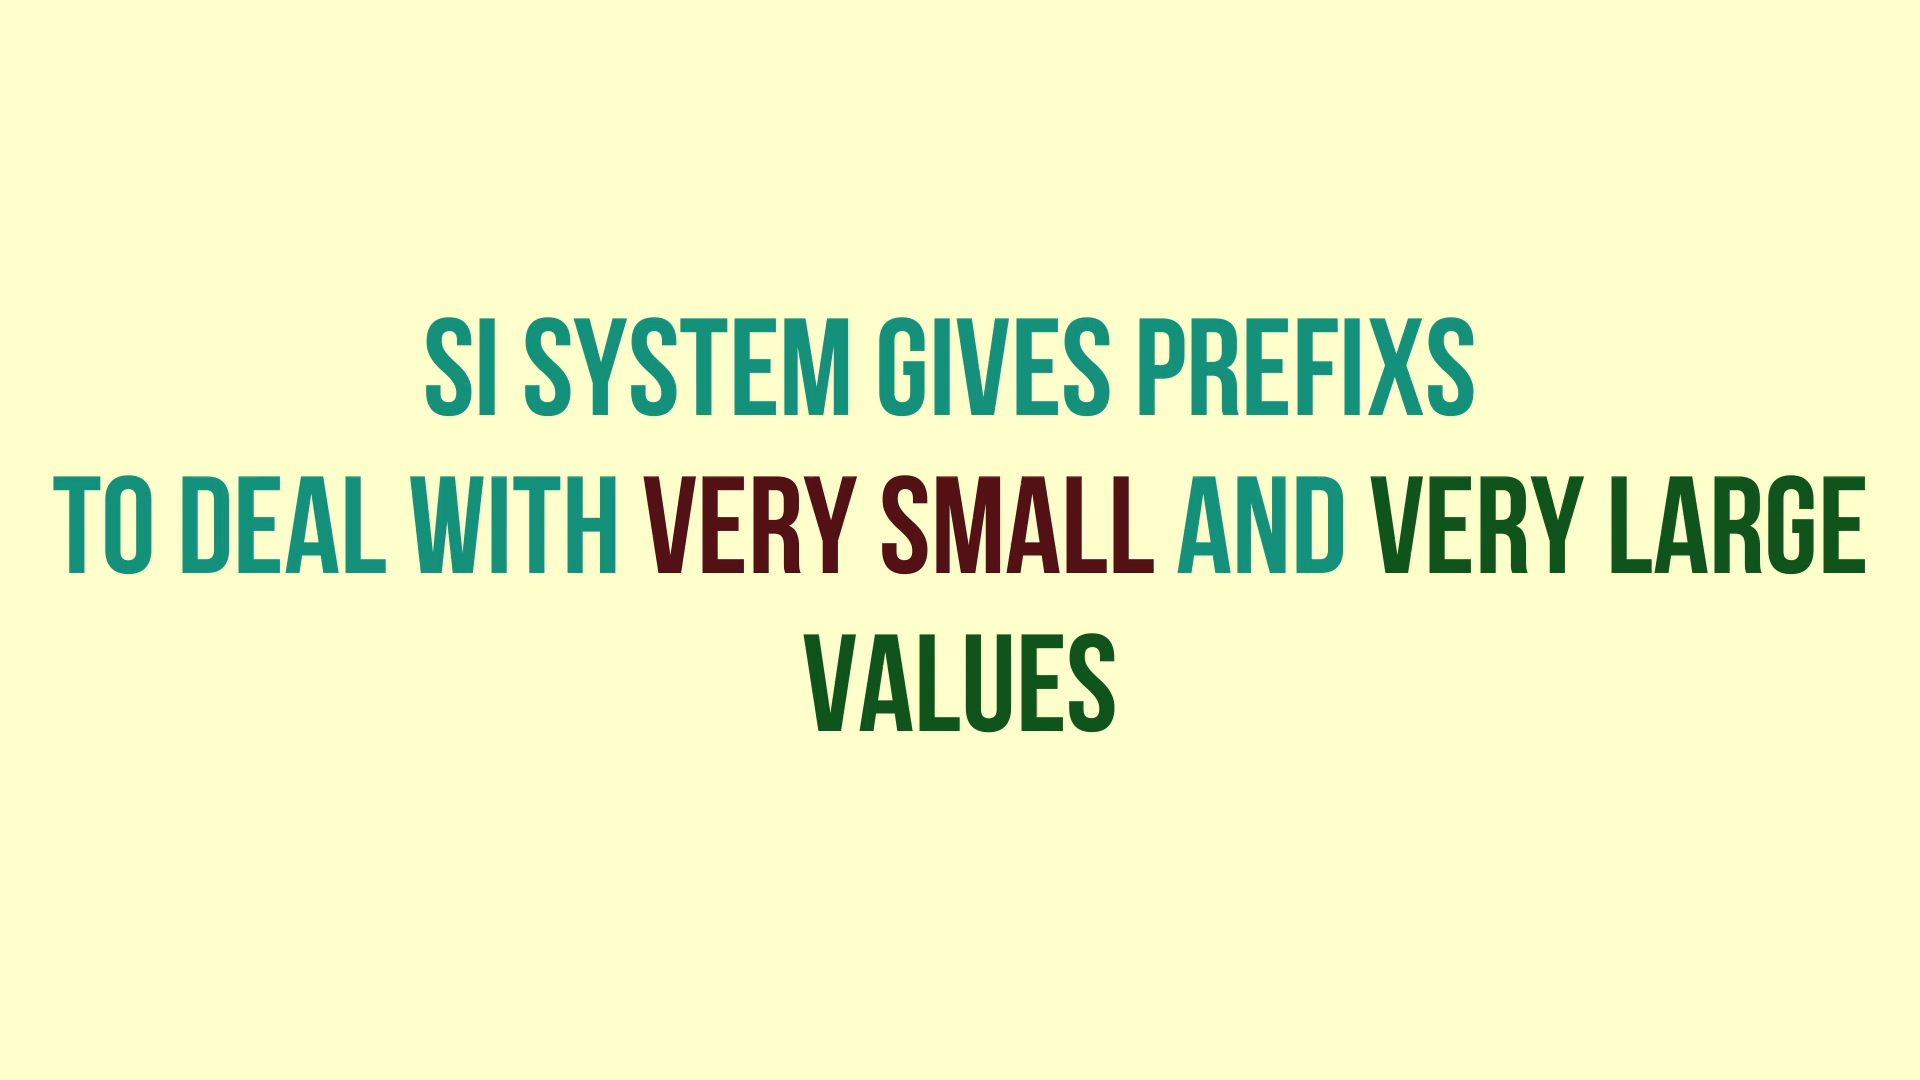 SI SYSTEM GIVES PREFIXS
TO DEAL WITH VERY SMALL AND VERY LARGE
VALUES